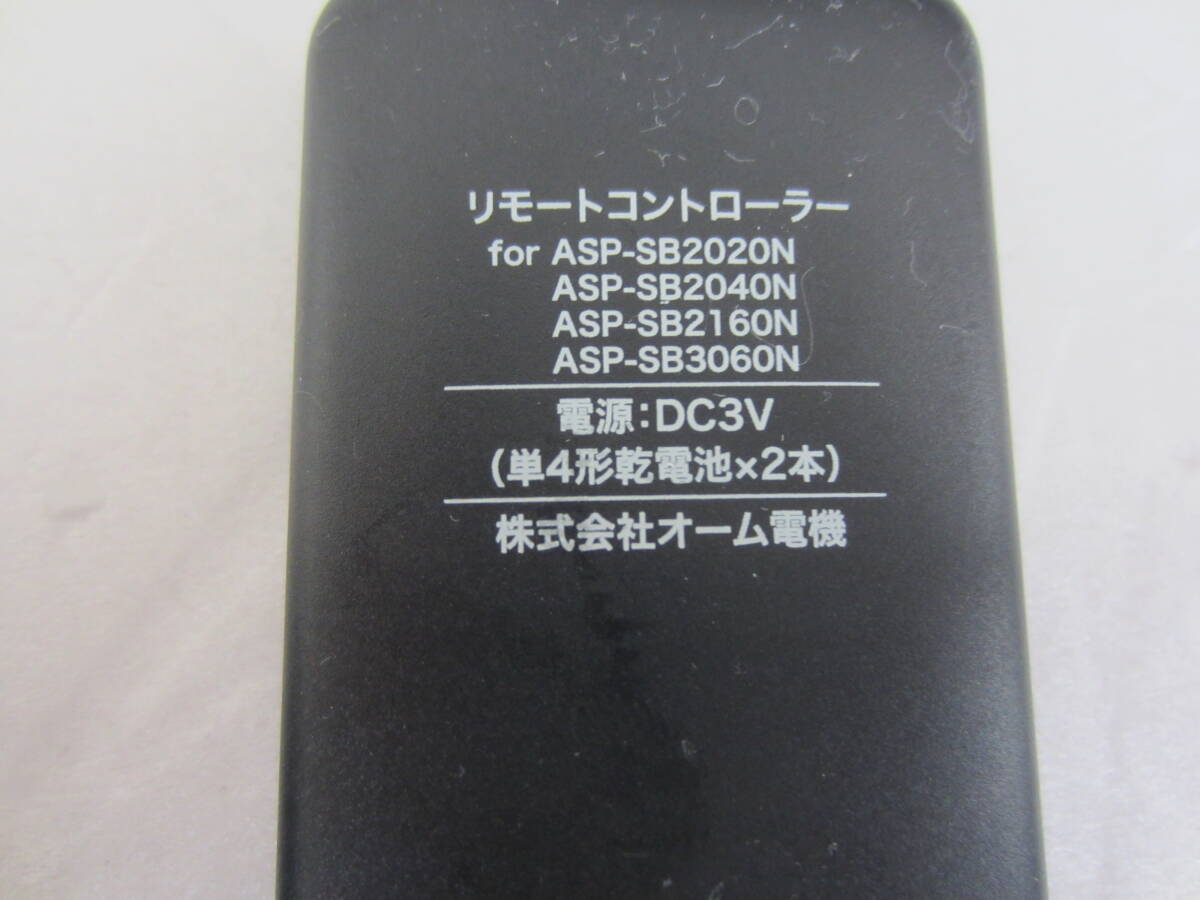 リモートコントローラー
for ASP-SB2020N
ASP-SB2040N
ASP-SB2160N
ASP-SB3060N
電源:DC3V
(単4形乾電池×2本)
株式会社オーム電機